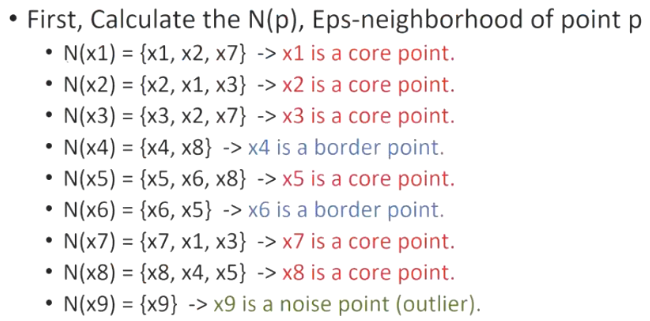 • First, Calculate the N(p), Eps-neighborhood of point p
• N(x1) = {x1, x2, x7} -> x1 is a core point.
• N(x2) = {x2, x1, x3} -> x2 is a core point.
• N(x3) = {x3, x2, x7} -> x3 is a core point.
• N(x4) = {x4, x8} -> x4 is a border point.
• N(x5) = {x5, x6, x8} -> x5 is a core point.
• N(x6) = {x6, x5} -> x6 is a border point.
• N(x7) = {x7, x1, x3} -> x7 is a core point.
• N(x8) = {x8, x4, x5} -> x8 is a core point.
• N(x9) = {x9} -> x9 is a noise point (outlier).